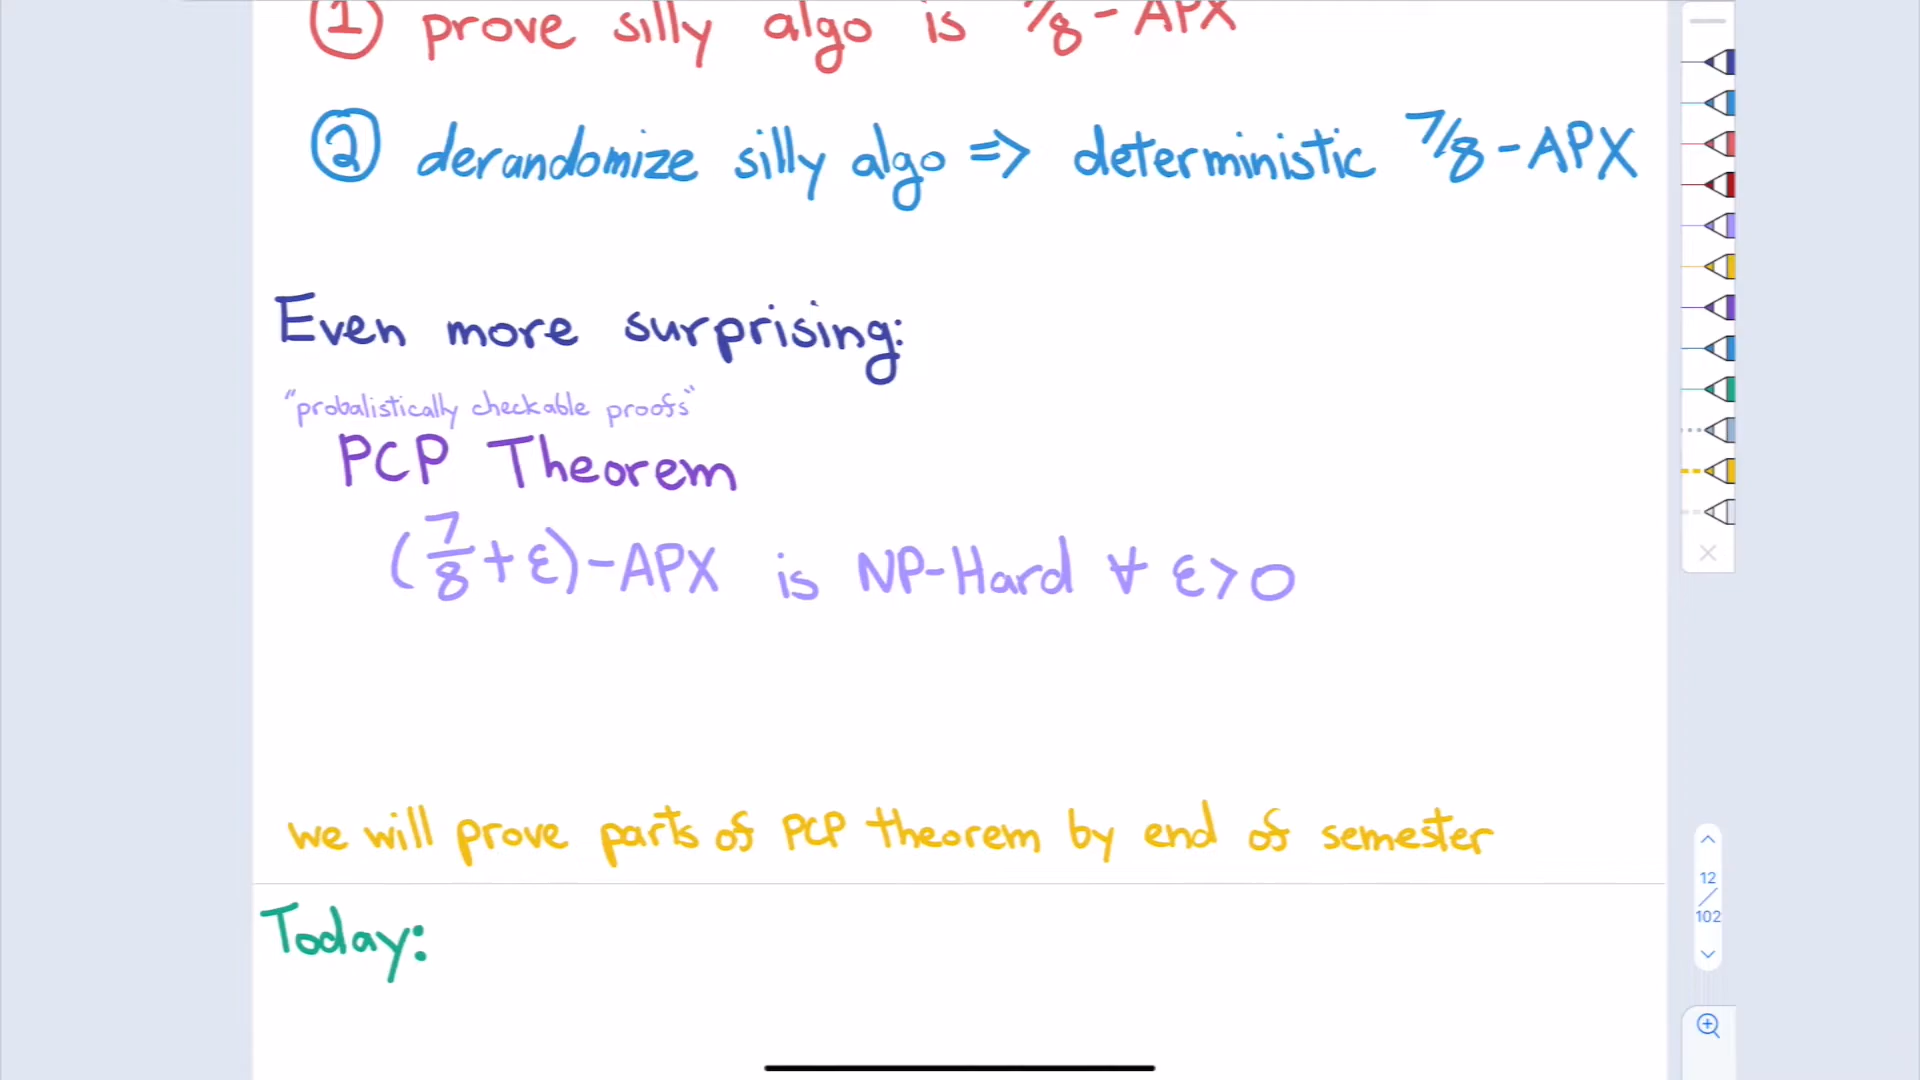 ① prove silly algo is 7/8 - APX
② derandomize silly algo => deterministic 7/8 - APX
Even more surprising:
"probalistically checkable proofs"
PCP Theorem
(7/8 + ε) - APX is NP-Hard ∀ ε > 0
we will prove parts of PCP theorem by end of semester
Today:
12
102